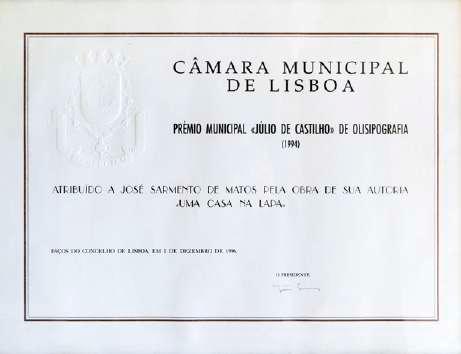 CÂMARA MUNICIPAL
DE LISBOA
PRÉMIO MUNICIPAL «JÚLIO DE CASTILHO» DE OLISIPOGRAFIA
(1994)
ATRIBUÍDO A JOSÉ SARMENTO DE MATOS PELA OBRA DE SUA AUTORIA
«UMA CASA NA LAPA»
PAÇOS DO CONCELHO DE LISBOA, EM 1 DE DEZEMBRO DE 1996.
O PRESIDENTE